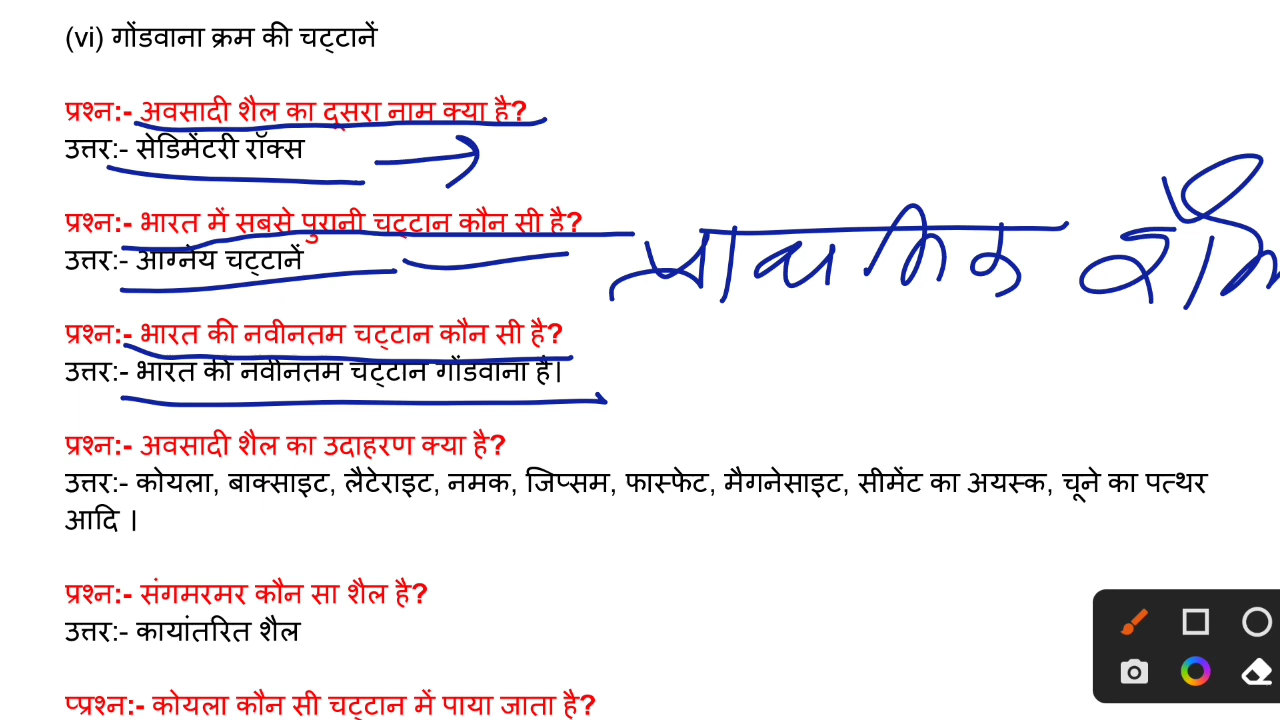 (vi) गोंडवाना क्रम की चट्टानें
प्रश्न:- अवसादी शैल का दूसरा नाम क्या है?
उत्तर:- सेडिमेंटरी रॉक्स
प्रश्न:- भारत में सबसे पुरानी चट्टान कौन सी है?
उत्तर:- आग्नेय चट्टानें
प्रश्न:- भारत की नवीनतम चट्टान कौन सी है?
उत्तर:- भारत की नवीनतम चट्टान गोंडवाना है।
प्रश्न:- अवसादी शैल का उदाहरण क्या है?
उत्तर:- कोयला, बाक्साइट, लैटेराइट, नमक, जिप्सम, फास्फेट, मैगनेसाइट, सीमेंट का अयस्क, चूने का पत्थर
आदि ।
प्रश्न:- संगमरमर कौन सा शैल है?
उत्तर:- कायांतरित शैल
प्प्रश्न:- कोयला कौन सी चट्टान में पाया जाता है?